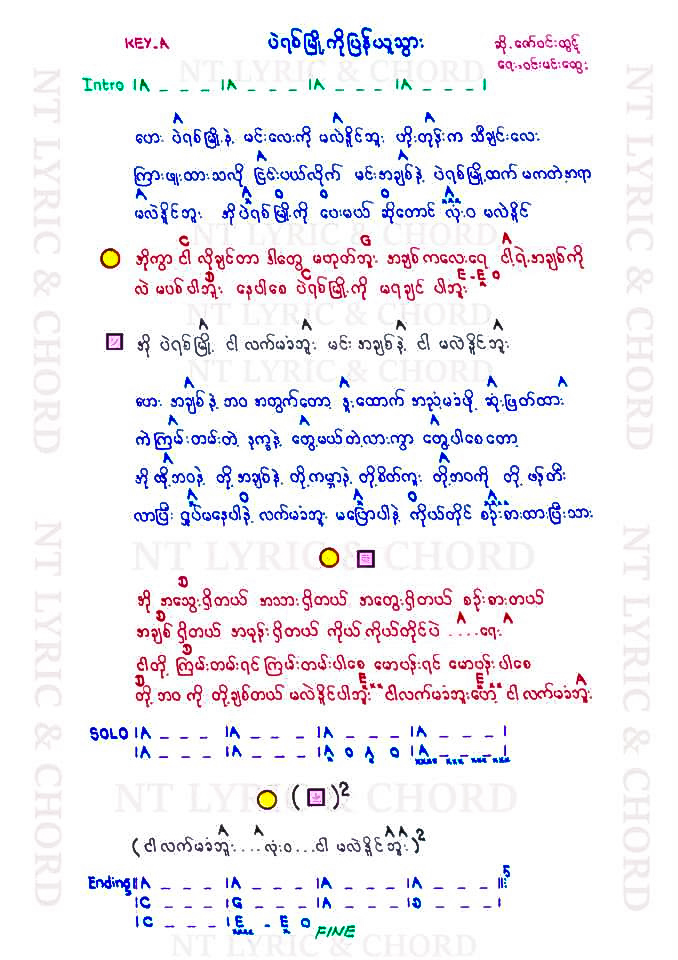 KEY-A
ပဲရစ်မြို့ကိုပြန်ယူသွား
ဆို-ဇော်ဝင်းထွဋ်
ရေး-ဝင်းမင်းထွေး
Intro |A _ _ _ |A _ _ _ |A _ _ _ |A _ _ _ |
A A A
ဟေး ပဲရစ်မြို့နဲ့ မင်းလေးကို မလဲနိုင်ဘူး ဟိုးတုန်းက သီချင်းလေး
A A
ကြားဖူးထားသလို ငြင်းပယ်လိုက် မင်းအချစ်နဲ့ ပဲရစ်မြို့ထက် မကတဲ့အရာ
A A
မလဲနိုင်ဘူး အိုပဲရစ်မြို့ကို ပေးမယ် ဆိုတောင် လုံးဝ မလဲနိုင်
C G A
အိုကွာ ငါ လိုချင်တာ ဒါတွေ မဟုတ်ဘူး အချစ်ကလေးရေ ငါ့ရဲ့အချစ်ကို
D C E - E
လဲ မပစ်ပါဘူး နေပါစေ ပဲရစ်မြို့ကို မရချင် ပါဘူး
A A A A
အို ပဲရစ်မြို့ ငါ လက်မခံဘူး မင်း အချစ်နဲ့ ငါ မလဲနိုင်ဘူး
A A A A
ဟေး အချစ်နဲ့ ဘဝ အတွက်တော့ နူးထောက် အညံ့မခံဖို့ ဆုံးဖြတ်ထား
A A A
ကဲကြမ်းတမ်းတဲ့ နက္ခနဲ့ တွေ့မယ်တဲ့လားကွာ တွေ့ပါစေတော့
A A
အို တို့ဘဝနဲ့ တို့အချစ်နဲ့ တို့ကမ္ဘာနဲ့ တို့စိတ်ကူး တို့ဘဝကို တို့ ဖန်တီး
A A A
လာပြီး ရှုပ်မနေပါနဲ့ လက်မခံဘူး မပြောပါနဲ့ ကိုယ်တိုင် စဉ်းစားထားပြီးသား
D
အို အသွေးရှိတယ် အသားရှိတယ် အတွေးရှိတယ် စဉ်းစားတယ်
D A A
အချစ် ရှိတယ် အမုန်းရှိတယ် ကိုယ် ကိုယ်တိုင်ပဲ ....ရေး
D
ငါတို့ ကြမ်းတမ်းရင်ကြမ်းတမ်းပါစေ မောပန်းရင် မောပန်းပါစေ
D E E A
တို့ ဘဝ ကို တို့ချစ်တယ် မလဲနိုင်ပါဘူး ငါလက်မခံဘူးဟေ့ ငါ လက်မခံဘူး
SOLO |A _ _ _ |A _ _ _ |A _ _ _ |A _ _ _ |
|A _ _ _ |A _ _ _ |A 0 A 0 |A _ _ _ |
( )²
A A A A
(ငါလက်မခံဘူး...လုံးဝ...ငါ မလဲနိုင်ဘူး)²
Ending ||A _ _ _ |A _ _ _ |A _ _ _ |A _ _ _ :||5
|C _ _ _ |G _ _ _ |A _ _ _ |D _ _ _ |
|C _ _ _ |E - E 0
FINE
NT LYRIC & CHORD